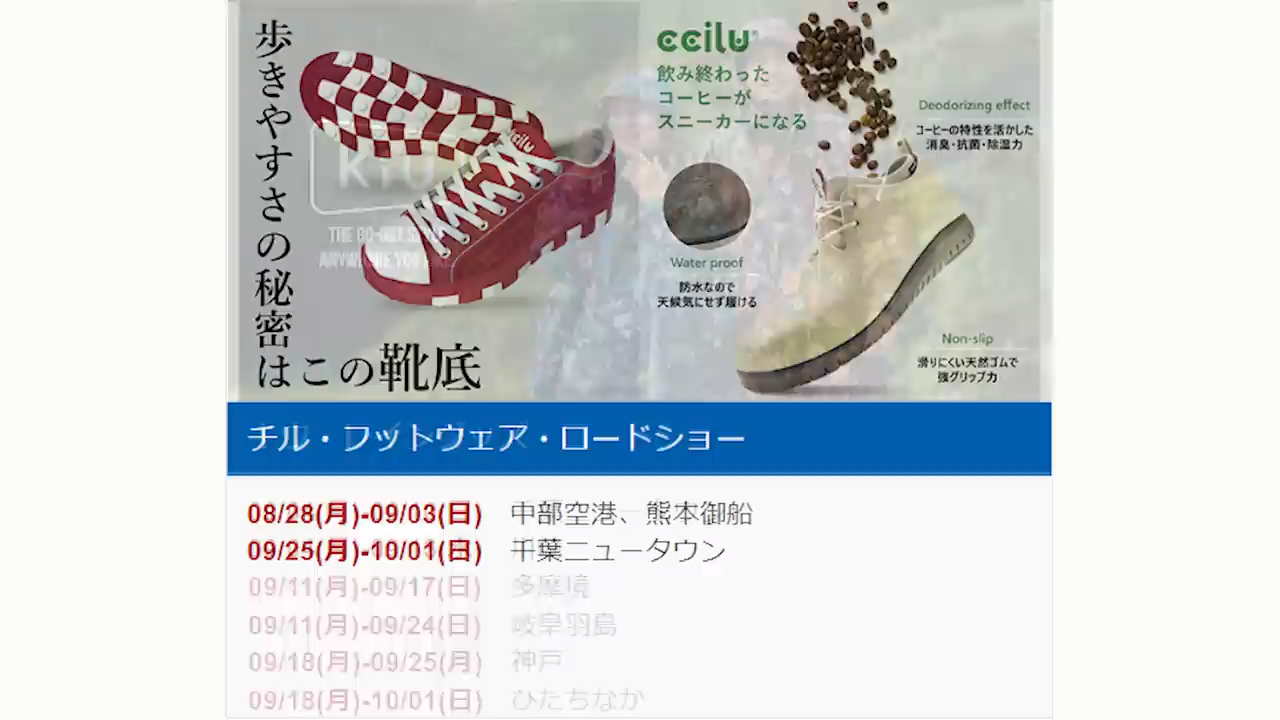 歩きやすさの秘密はこの靴底
ccilu
飲み終わった
コーヒーが
スニーカーになる
Deodorizing effect
コーヒーの特性を活かした
消臭・抗菌・除湿力
ccilu
KiU
THE GO-OUT
Water proof
防水なので
天候気にせず履ける
Non-slip
滑りにくい天然ゴムで
強グリップ力
チル・フットウェア・ロードショー
08/28(月)-09/03(日) 中部空港、熊本御船
09/25(月)-10/01(日) 千葉ニュータウン
09/11(月)-09/17(日) 多摩境
09/11(月)-09/24(日) 岐阜羽島
09/18(月)-09/25(月) 神戸
09/18(月)-10/01(日) ひたちなか